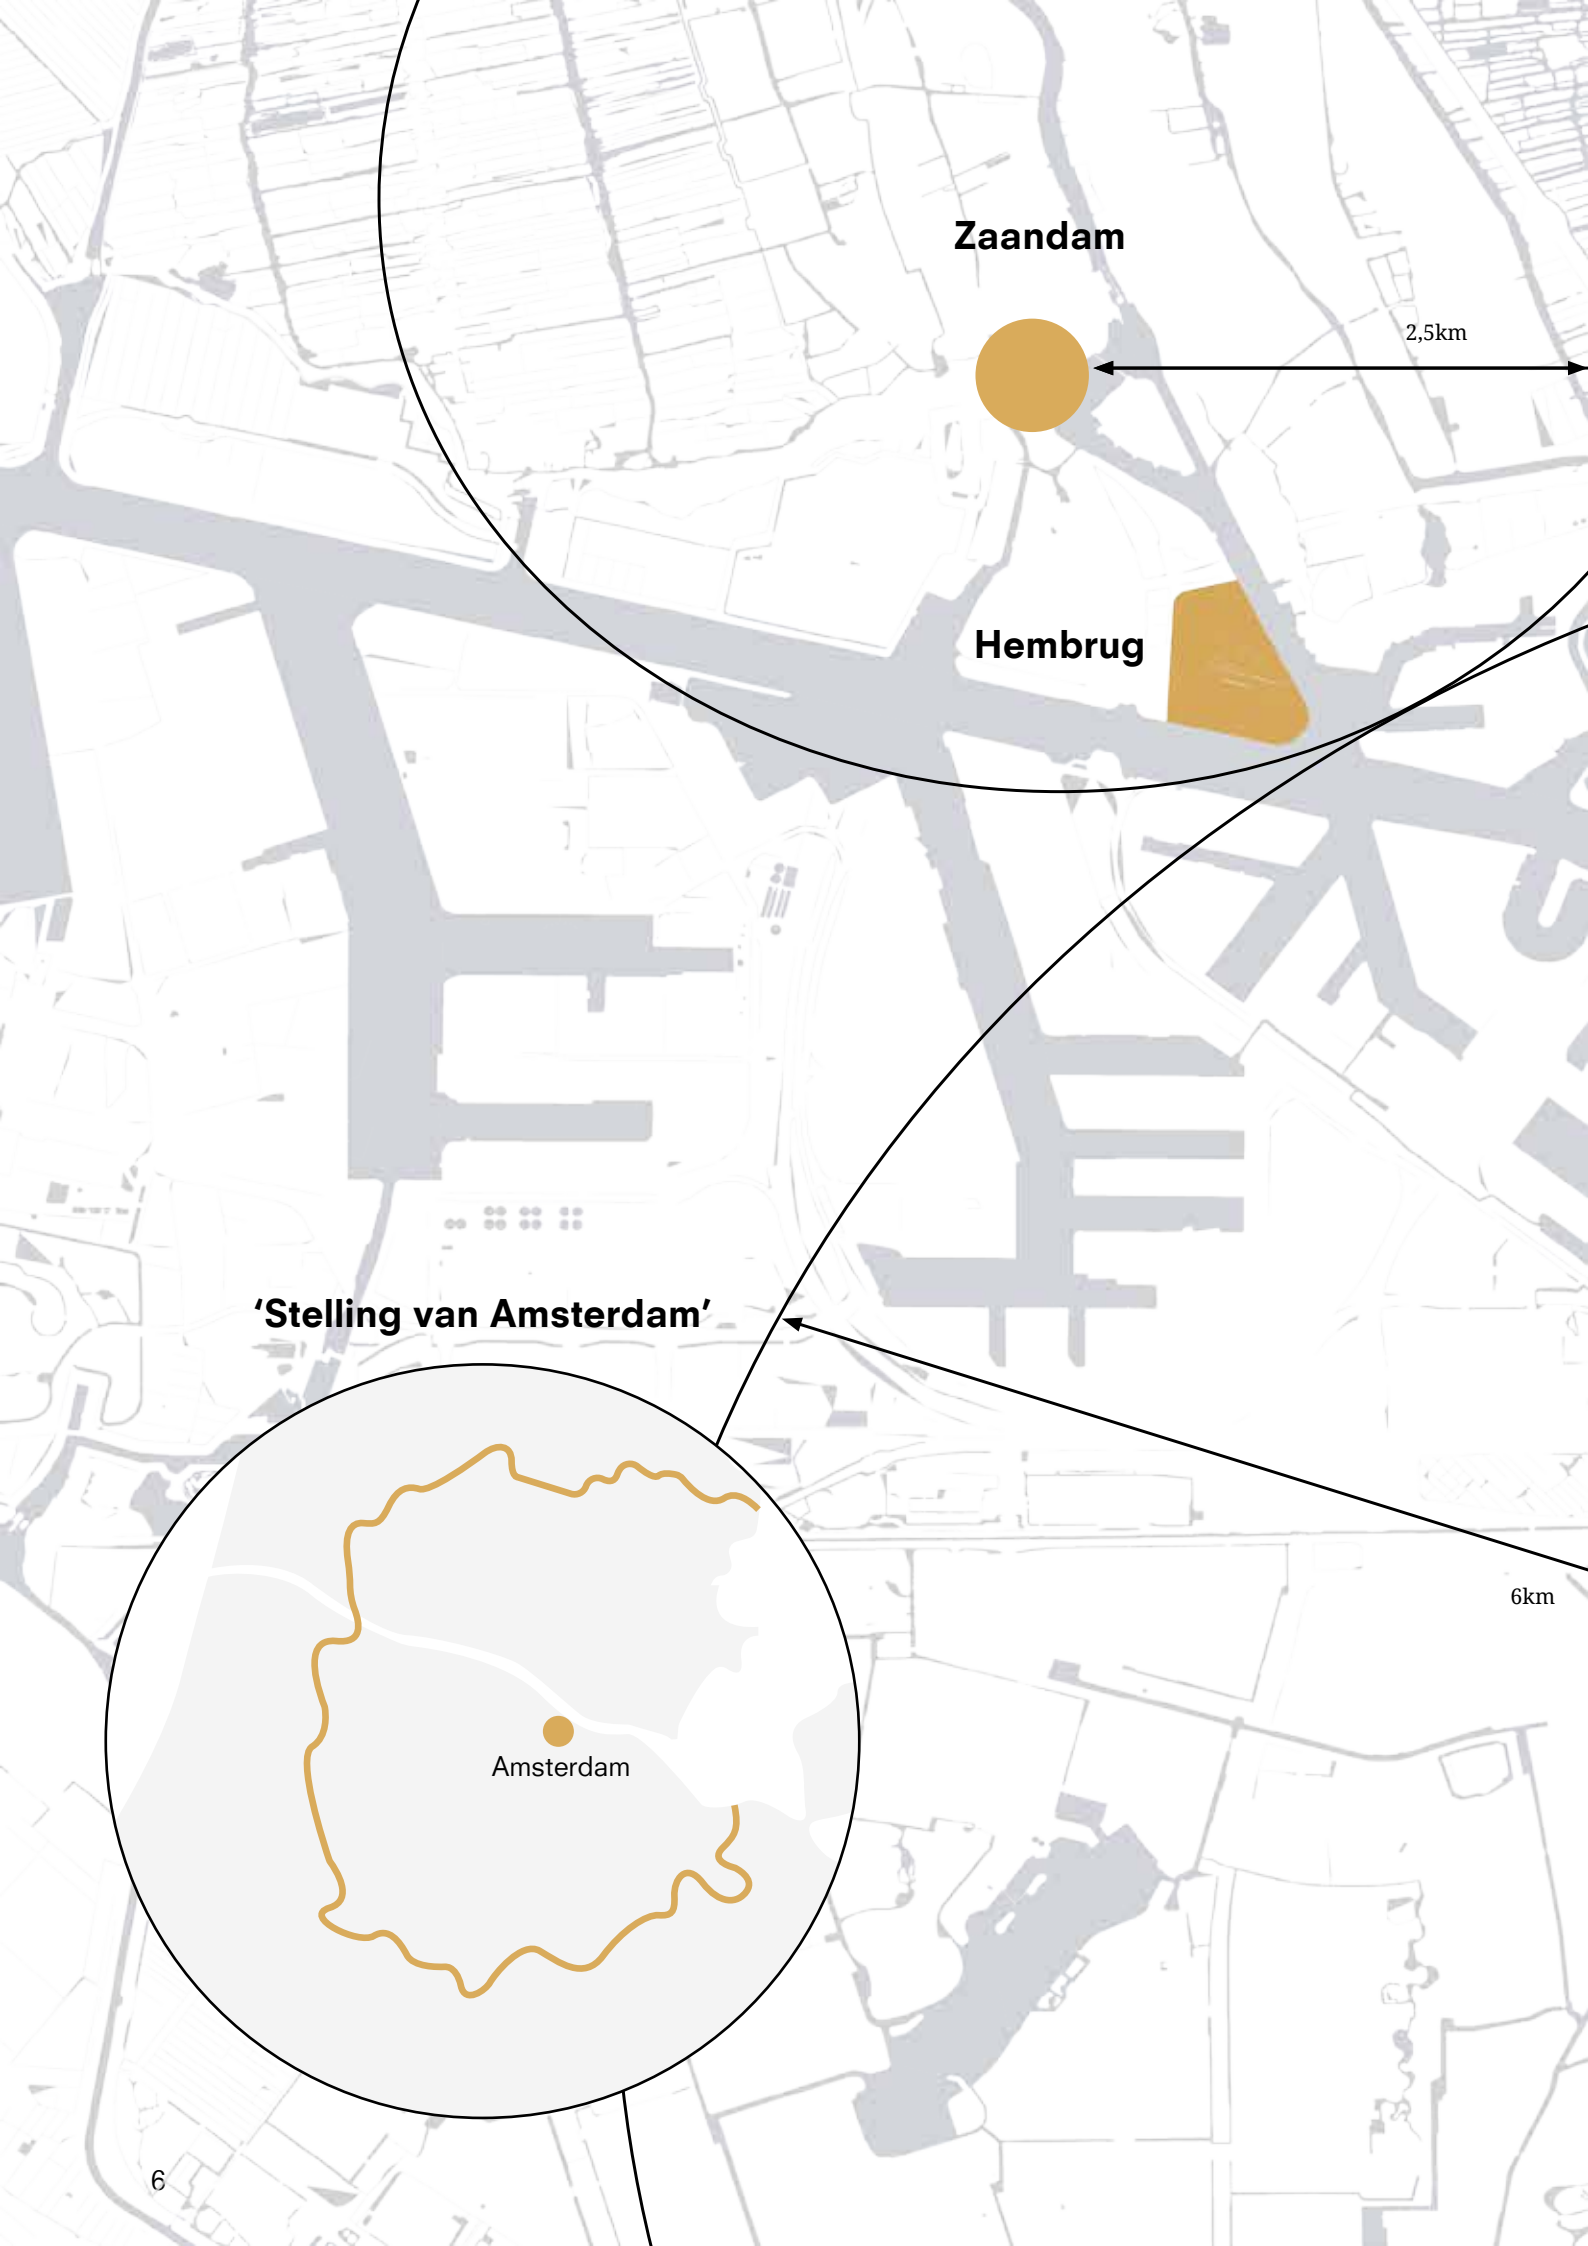 Zaandam
2,5km
Hembrug
‘Stelling van Amsterdam’
6km
Amsterdam
6